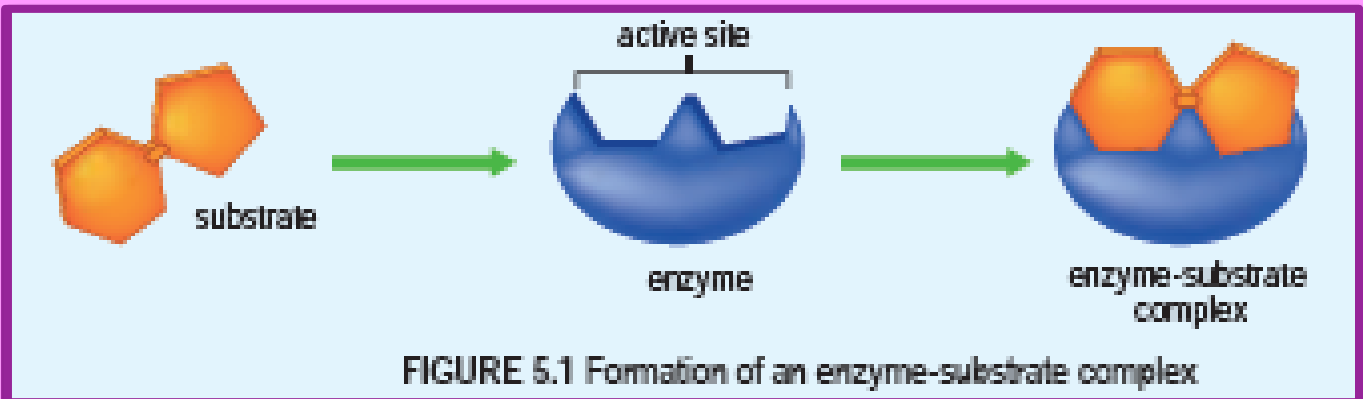 active site
substrate
enzyme
enzyme-substrate
complex
FIGURE 5.1 Formation of an enzyme-substrate complex